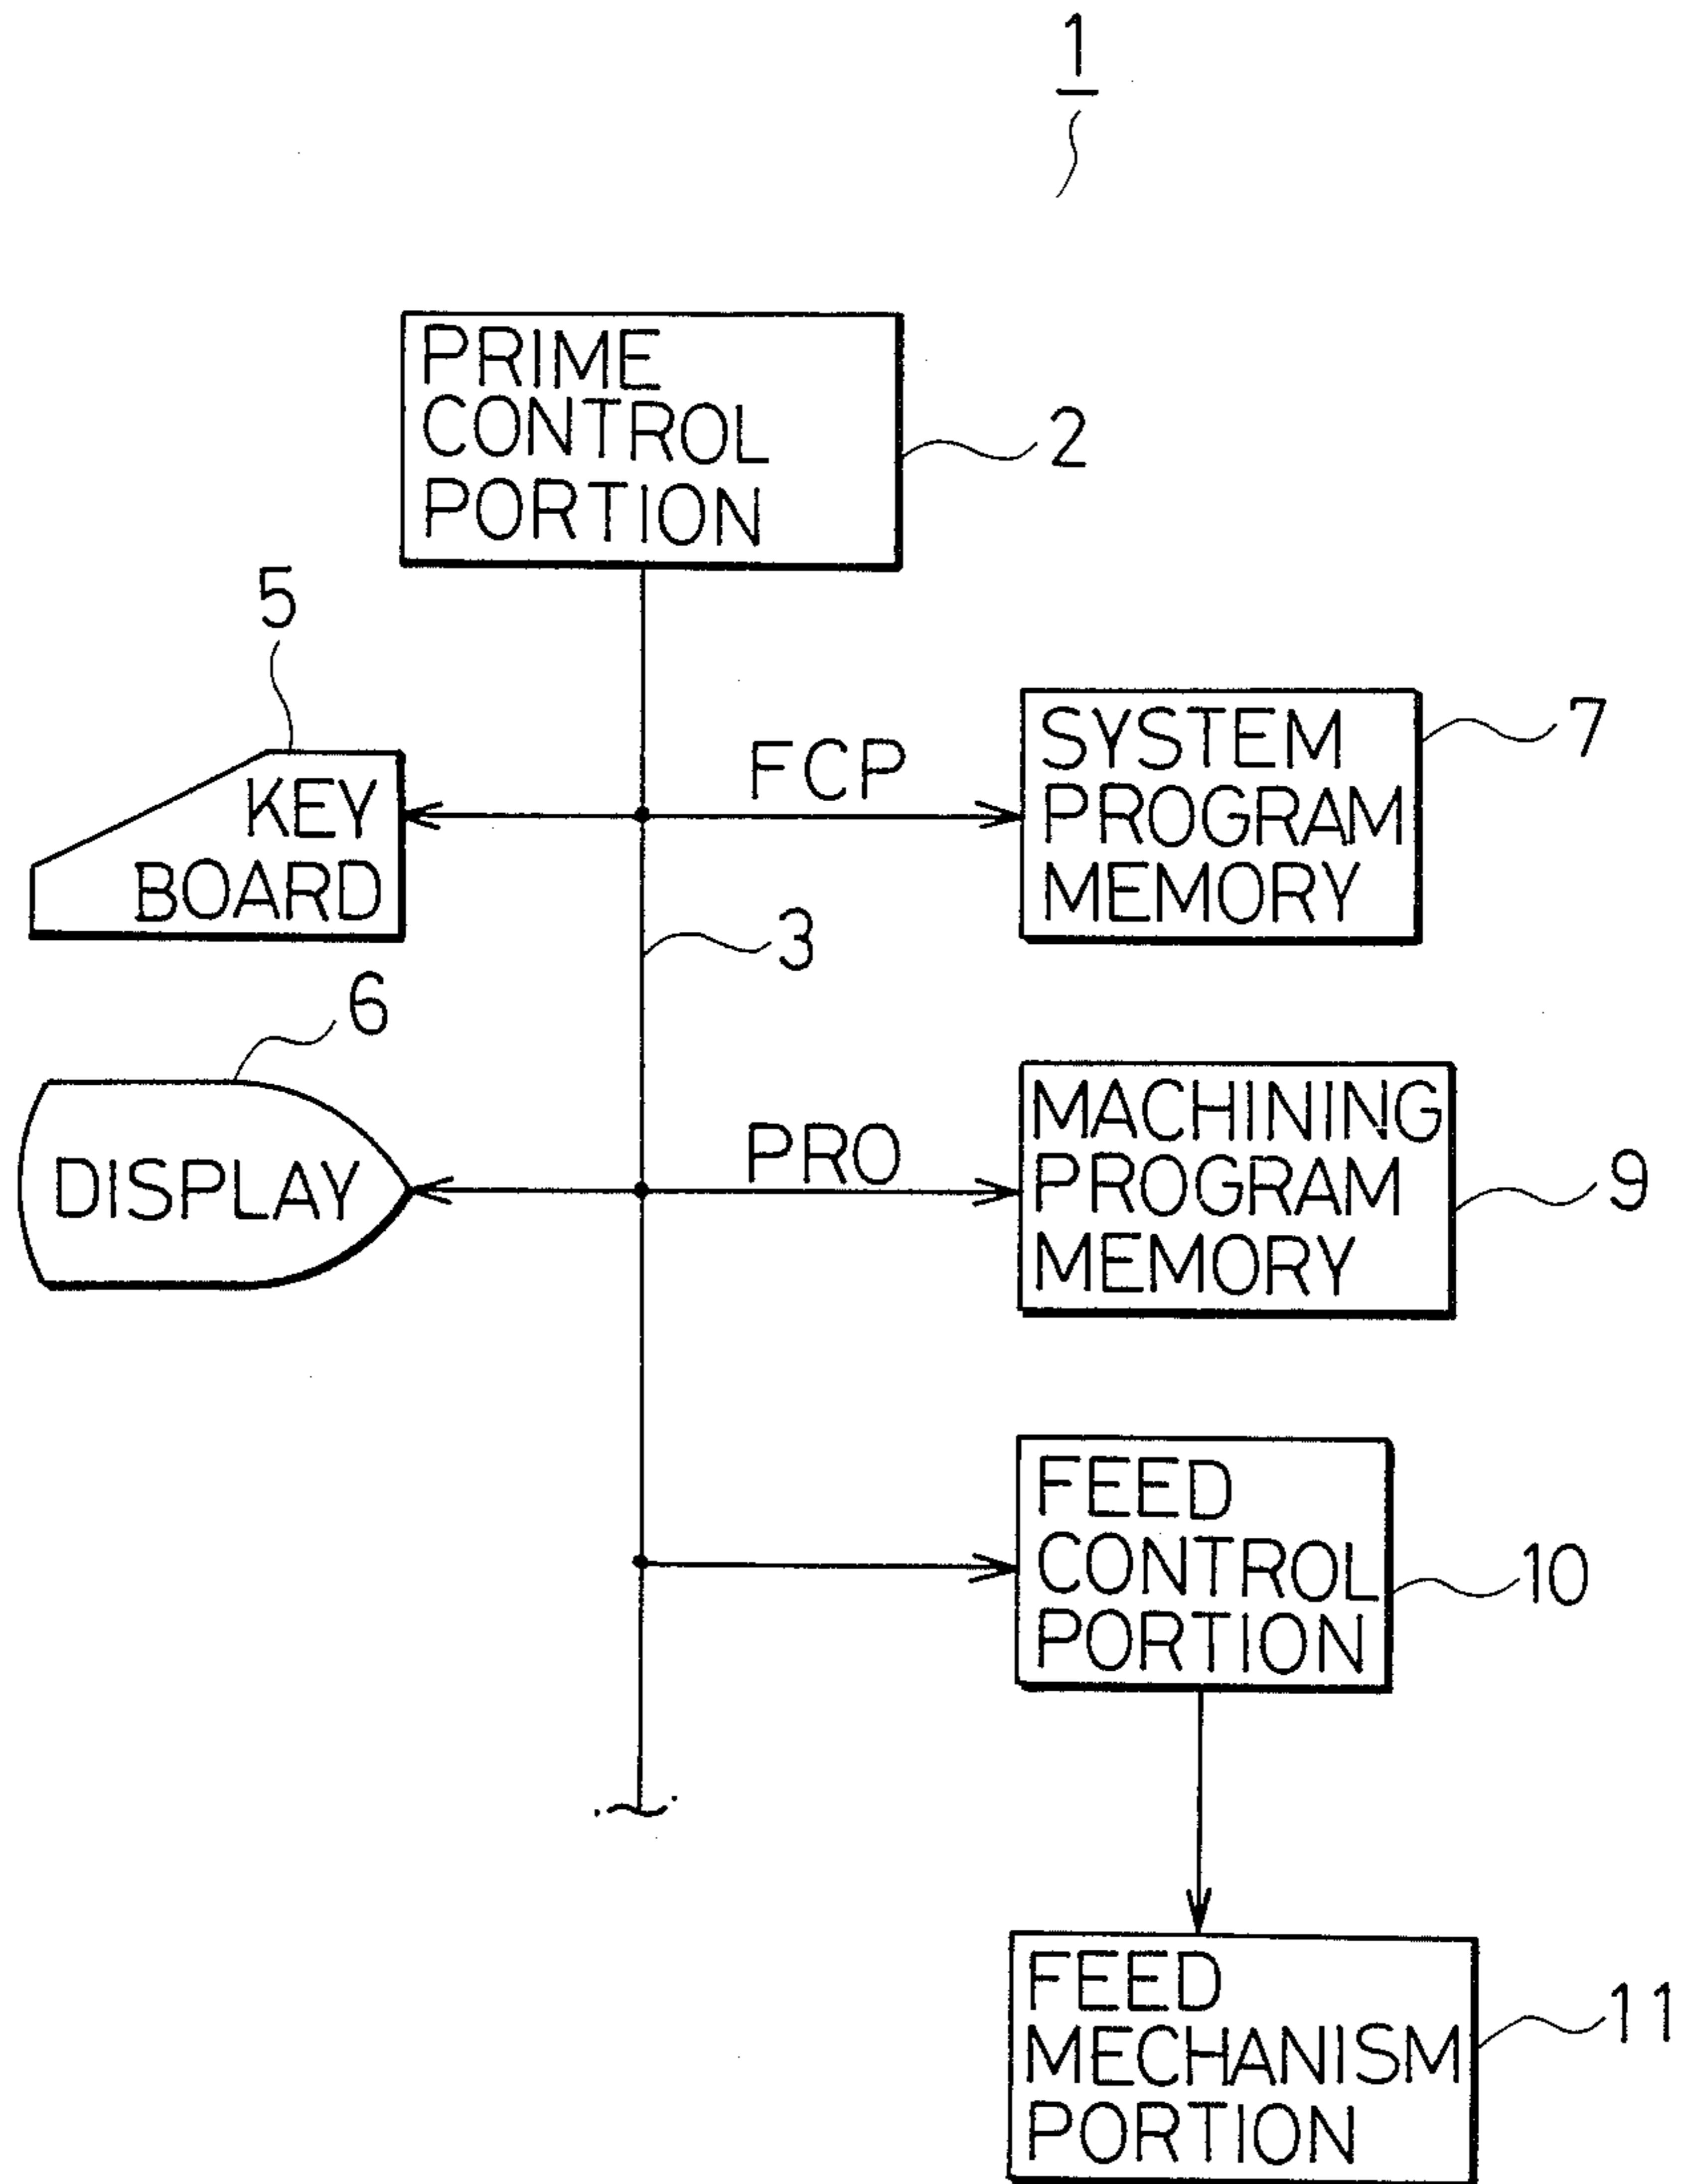 1
PRIME
CONTROL
PORTION
2
5
KEY
BOARD
FCP
SYSTEM
PROGRAM
MEMORY
7
3
6
DISPLAY
PRO
MACHINING
PROGRAM
MEMORY
9
FEED
CONTROL
PORTION
10
FEED
MECHANISM
PORTION
11